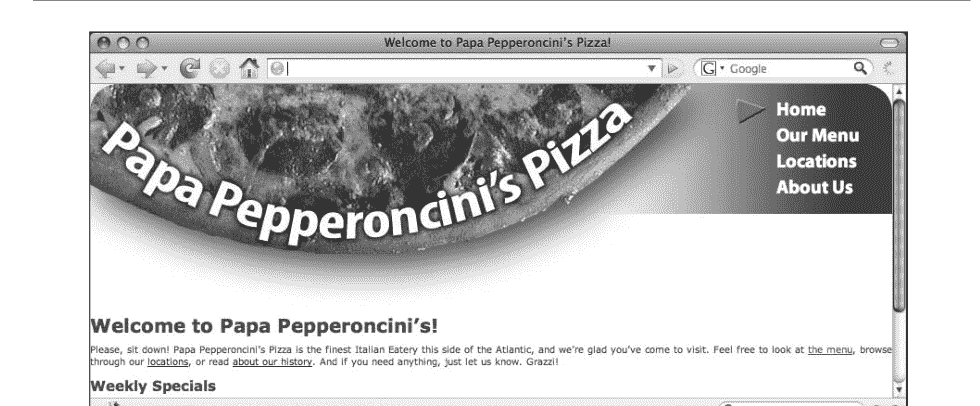 Welcome to Papa Pepperoncini's Pizza!
G Google
Papa Pepperoncini's Pizza
Home
Our Menu
Locations
About Us
Welcome to Papa Pepperoncini's!
Please, sit down! Papa Pepperoncini's Pizza is the finest Italian Eatery this side of the Atlantic, and we're glad you've come to visit. Feel free to look at the menu, browse
through our locations, or read about our history. And if you need anything, just let us know. Grazzi!
Weekly Specials